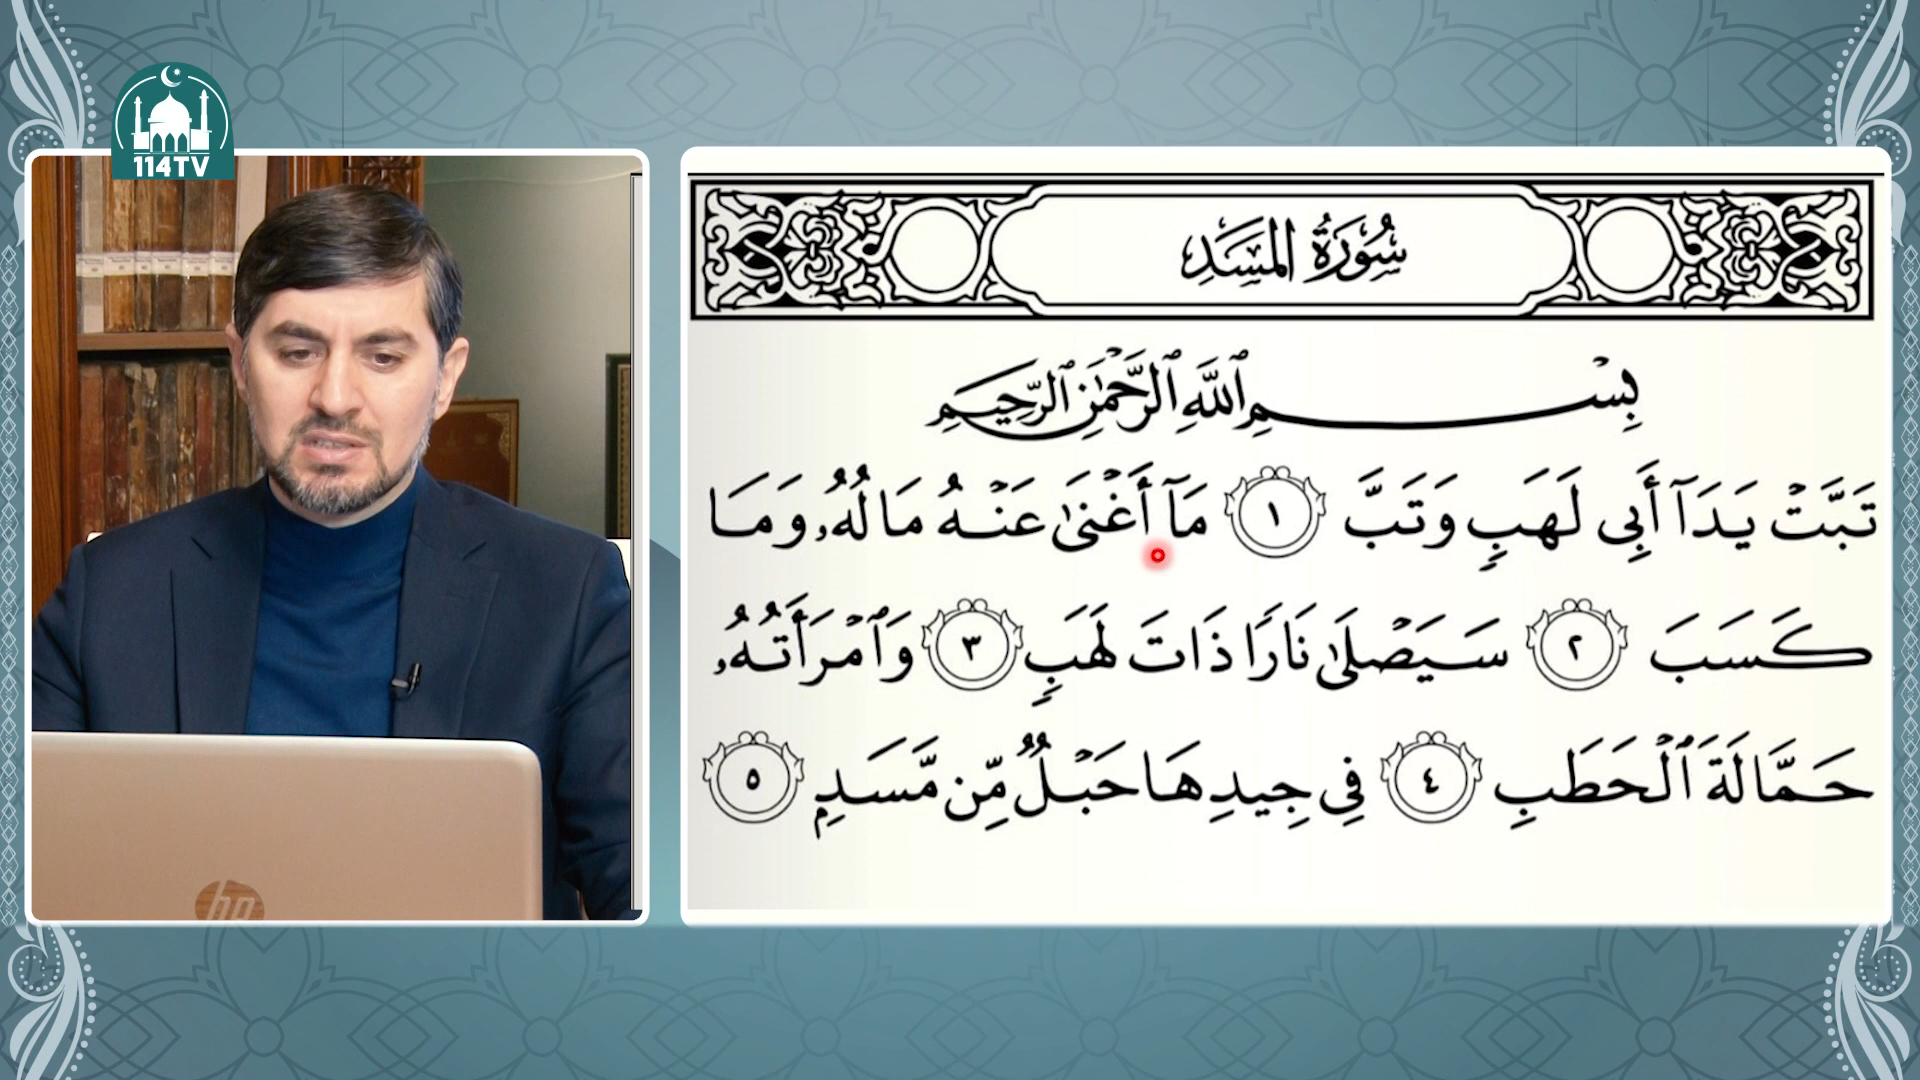 114TV
سُورَةُ المَسَدِ
بِسْمِ ٱللَّهِ ٱلرَّحْمَٰنِ ٱلرَّحِيمِ
تَبَّتْ يَدَآ أَبِى لَهَبٍ وَتَبَّ ١ مَآ أَغْنَىٰ عَنْهُ مَالُهُۥ وَمَا
كَسَبَ ٢ سَيَصْلَىٰ نَارًا ذَاتَ لَهَبٍ ٣ وَٱمْرَأَتُهُۥ
حَمَّالَةَ ٱلْحَطَبِ ٤ فِى جِيدِهَا حَبْلٌ مِّن مَّسَدٍ ٥
hp